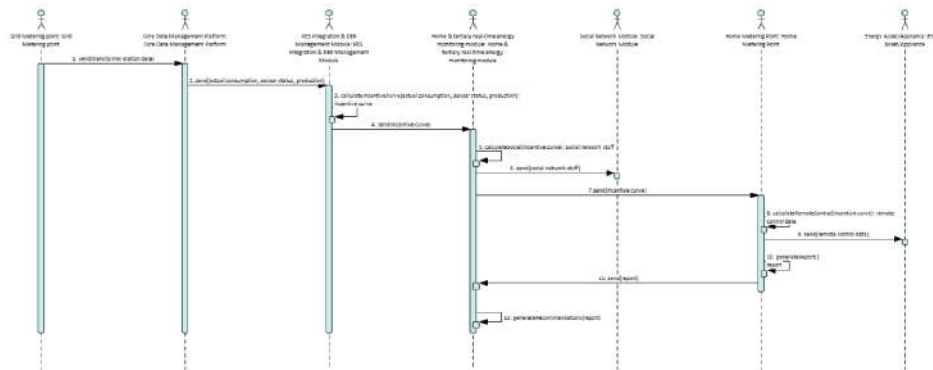 Grid Metering point: Grid
Metering point
Core Data Management Platform:
Core Data Management Platform
RES Integration & DER
Management Module: RES
Integration & DER Management
Module
Home & tertiary real-time energy
monitoring module: Home &
tertiary real-time energy
monitoring module
Social Network Module: Social
Network Module
Home Metering POINT: Home
Metering Point
Energy Asset Appliance: En
Asset Appliance
1. send(transformer station data)
2. send(actual consumption, sensor status, production)
3. calculateIncentiveCurve(actual consumption, sensor status, production):
incentive curve
4. send(incentive curve)
5. calculateSocial(incentive curve): social network stuff
6. send(social network stuff)
7. send(incentive curve)
8. calculateRemoteControl(incentive curve): remote
control data
9. send(remote control data)
10. generateReport():
report
11. send(report)
12. generateRecommendations(report)